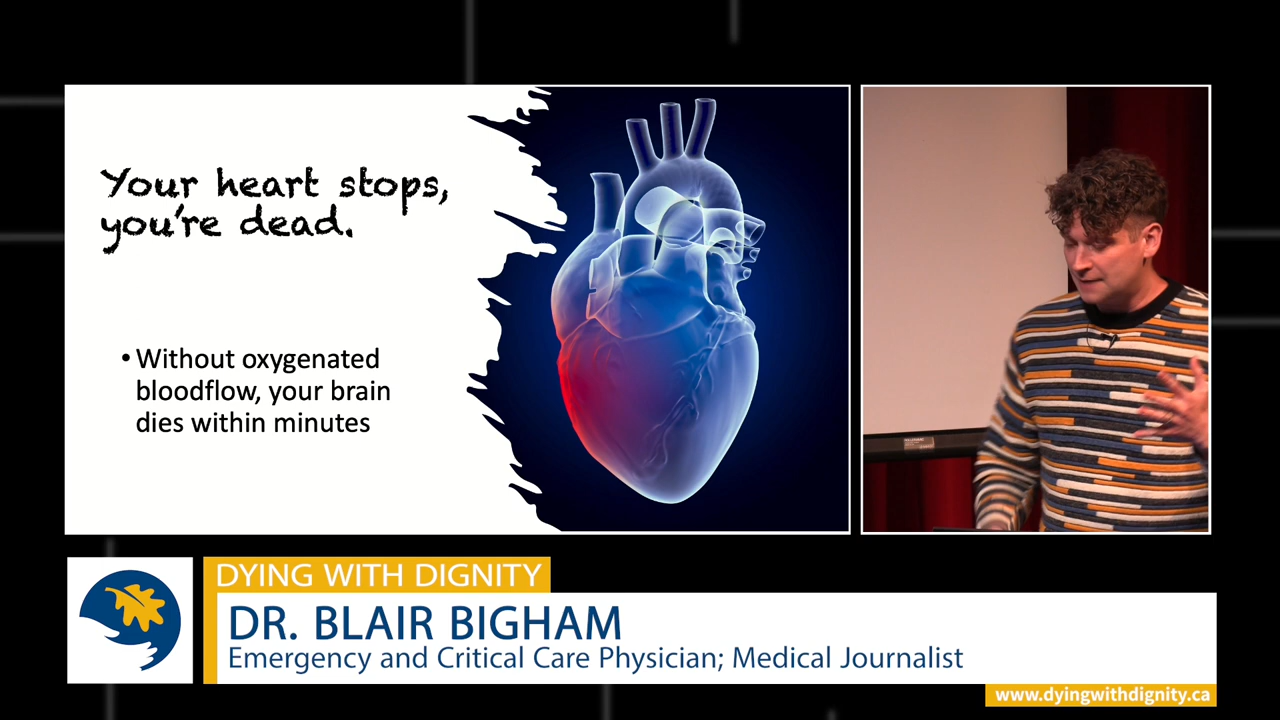 Your heart stops,
you're dead.
• Without oxygenated
bloodflow, your brain
dies within minutes
DYING WITH DIGNITY
DR. BLAIR BIGHAM
Emergency and Critical Care Physician; Medical Journalist
www.dyingwithdignity.ca